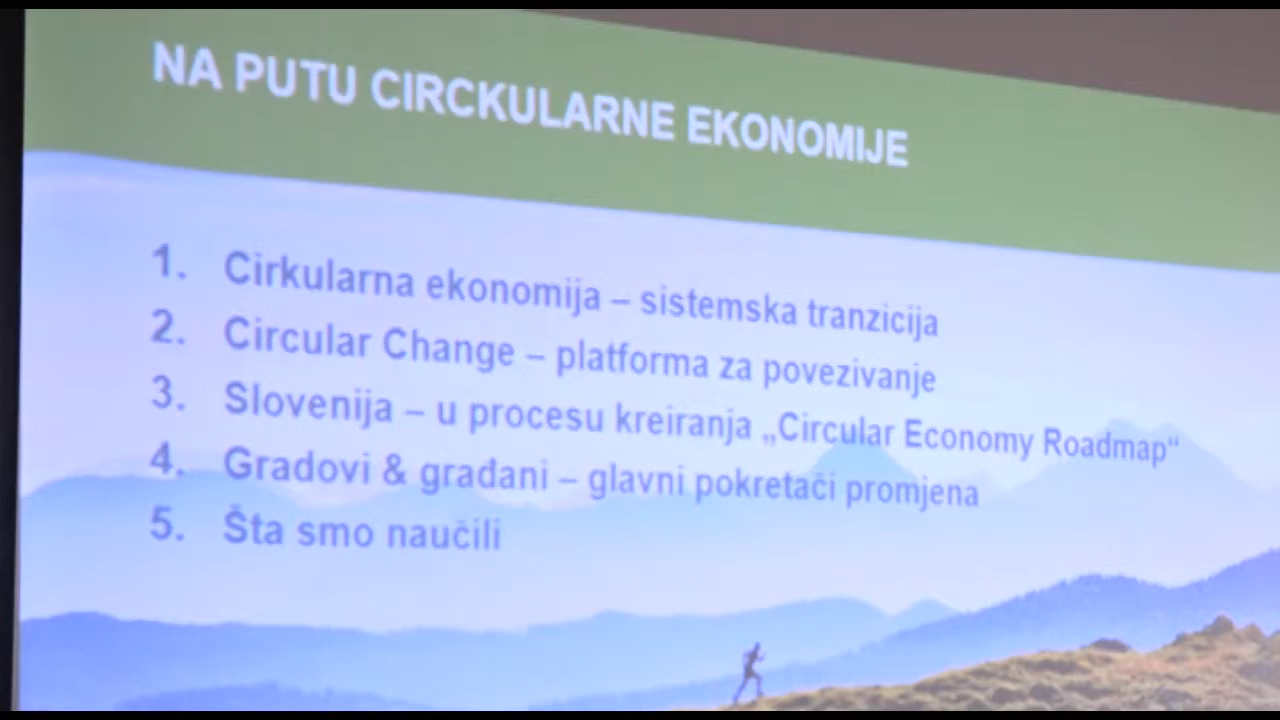 NA PUTU CIRCKULARNE EKONOMIJE
1. Cirkularna ekonomija – sistemska tranzicija
2. Circular Change – platforma za povezivanje
3. Slovenija – u procesu kreiranja „Circular Economy Roadmap“
4. Gradovi & građani – glavni pokretači promjena
5. Šta smo naučili